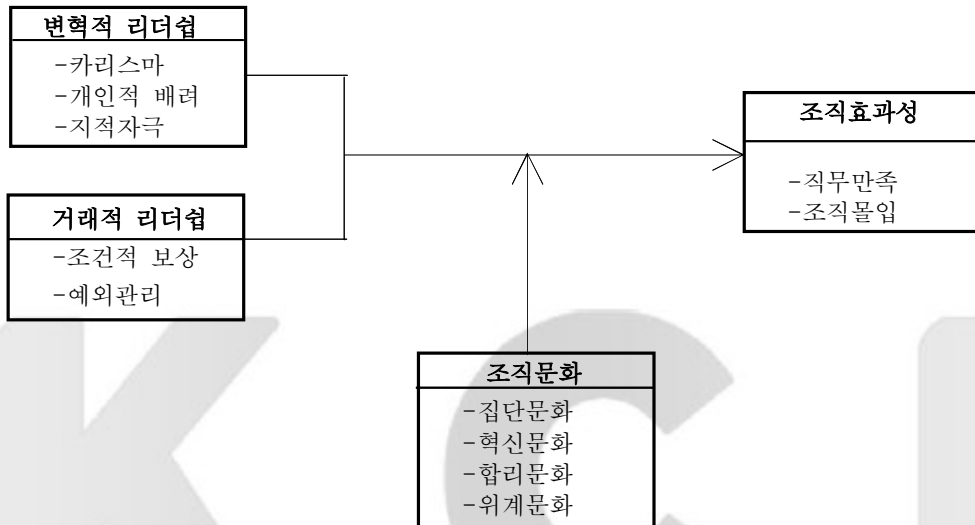 변혁적 리더쉽
-카리스마
-개인적 배려
-지적자극
거래적 리더쉽
-조건적 보상
-예외관리
조직효과성
-직무만족
-조직몰입
조직문화
-집단문화
-혁신문화
-합리문화
-위계문화